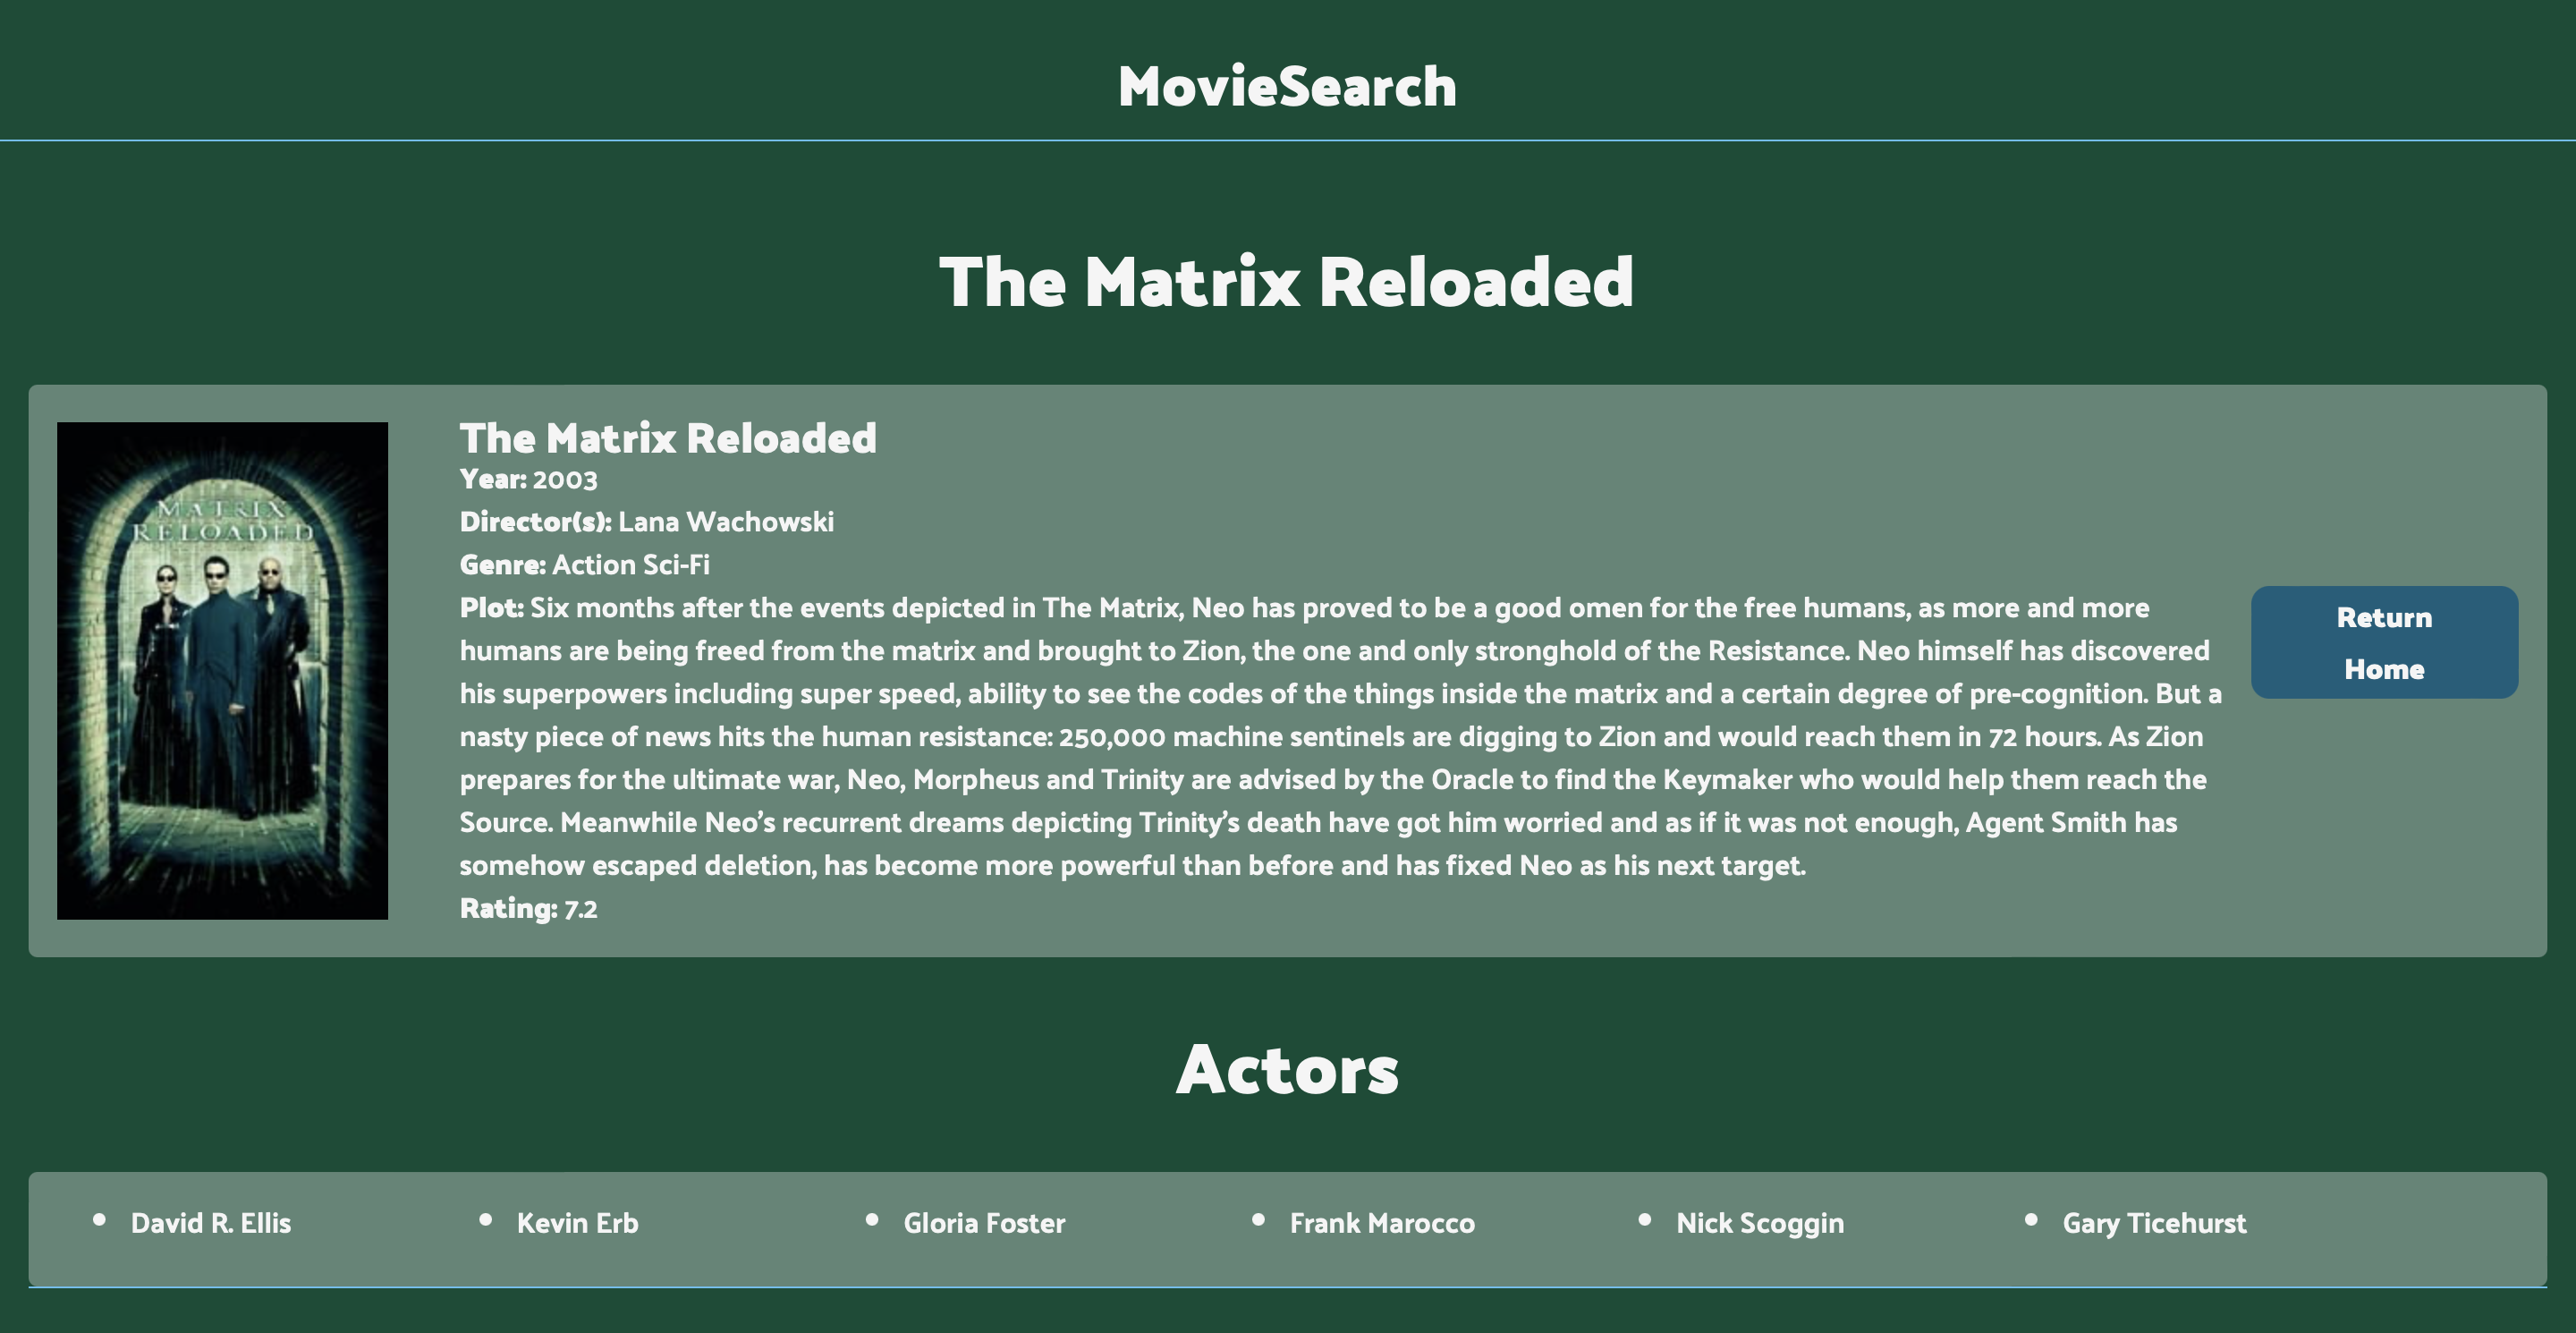 MovieSearch
The Matrix Reloaded
MATRIX
RELOADED
The Matrix Reloaded
Year: 2003
Director(s): Lana Wachowski
Genre: Action Sci-Fi
Plot: Six months after the events depicted in The Matrix, Neo has proved to be a good omen for the free humans, as more and more
humans are being freed from the matrix and brought to Zion, the one and only stronghold of the Resistance. Neo himself has discovered
his superpowers including super speed, ability to see the codes of the things inside the matrix and a certain degree of pre-cognition. But a
nasty piece of news hits the human resistance: 250,000 machine sentinels are digging to Zion and would reach them in 72 hours. As Zion
prepares for the ultimate war, Neo, Morpheus and Trinity are advised by the Oracle to find the Keymaker who would help them reach the
Source. Meanwhile Neo's recurrent dreams depicting Trinity's death have got him worried and as if it was not enough, Agent Smith has
somehow escaped deletion, has become more powerful than before and has fixed Neo as his next target.
Rating: 7.2
Return
Home
Actors
David R. Ellis
Kevin Erb
Gloria Foster
Frank Marocco
Nick Scoggin
Gary Ticehurst